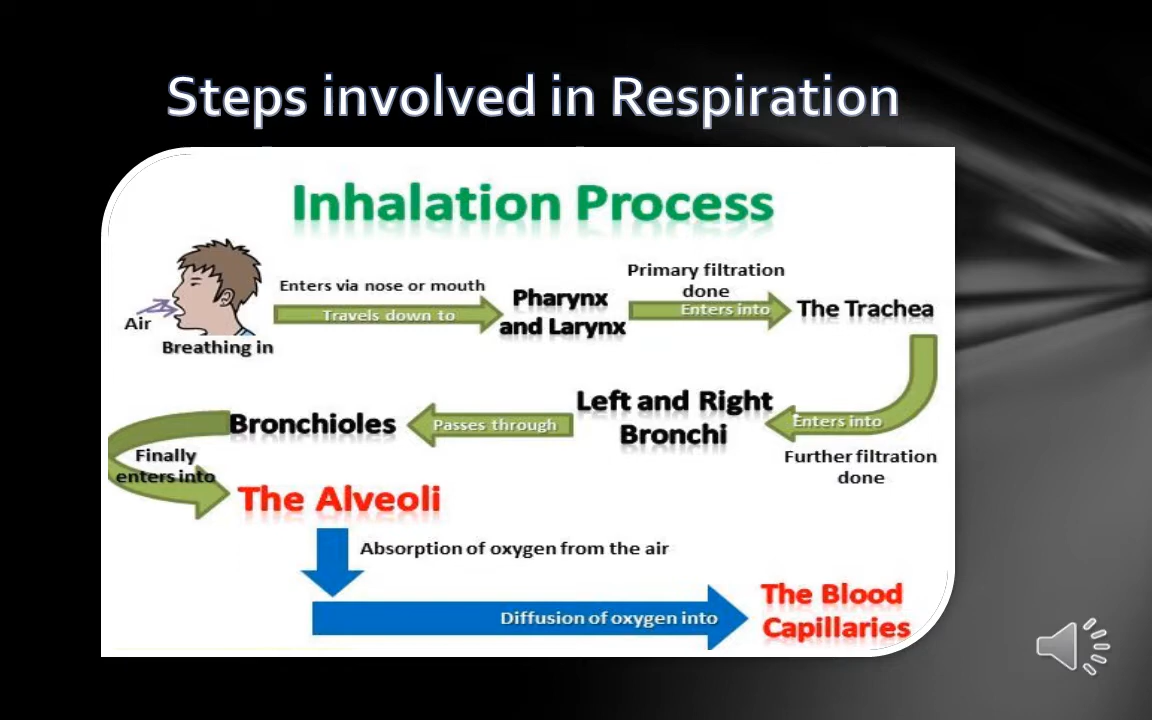 Steps involved in Respiration
Inhalation Process
Air
Breathing in
Enters via nose or mouth
Travels down to
Pharynx
and Larynx
Primary filtration
done
Enters into
The Trachea
Enters into
Further filtration
done
Left and Right
Bronchi
Passes through
Bronchioles
Finally
enters into
The Alveoli
Absorption of oxygen from the air
Diffusion of oxygen into
The Blood
Capillaries